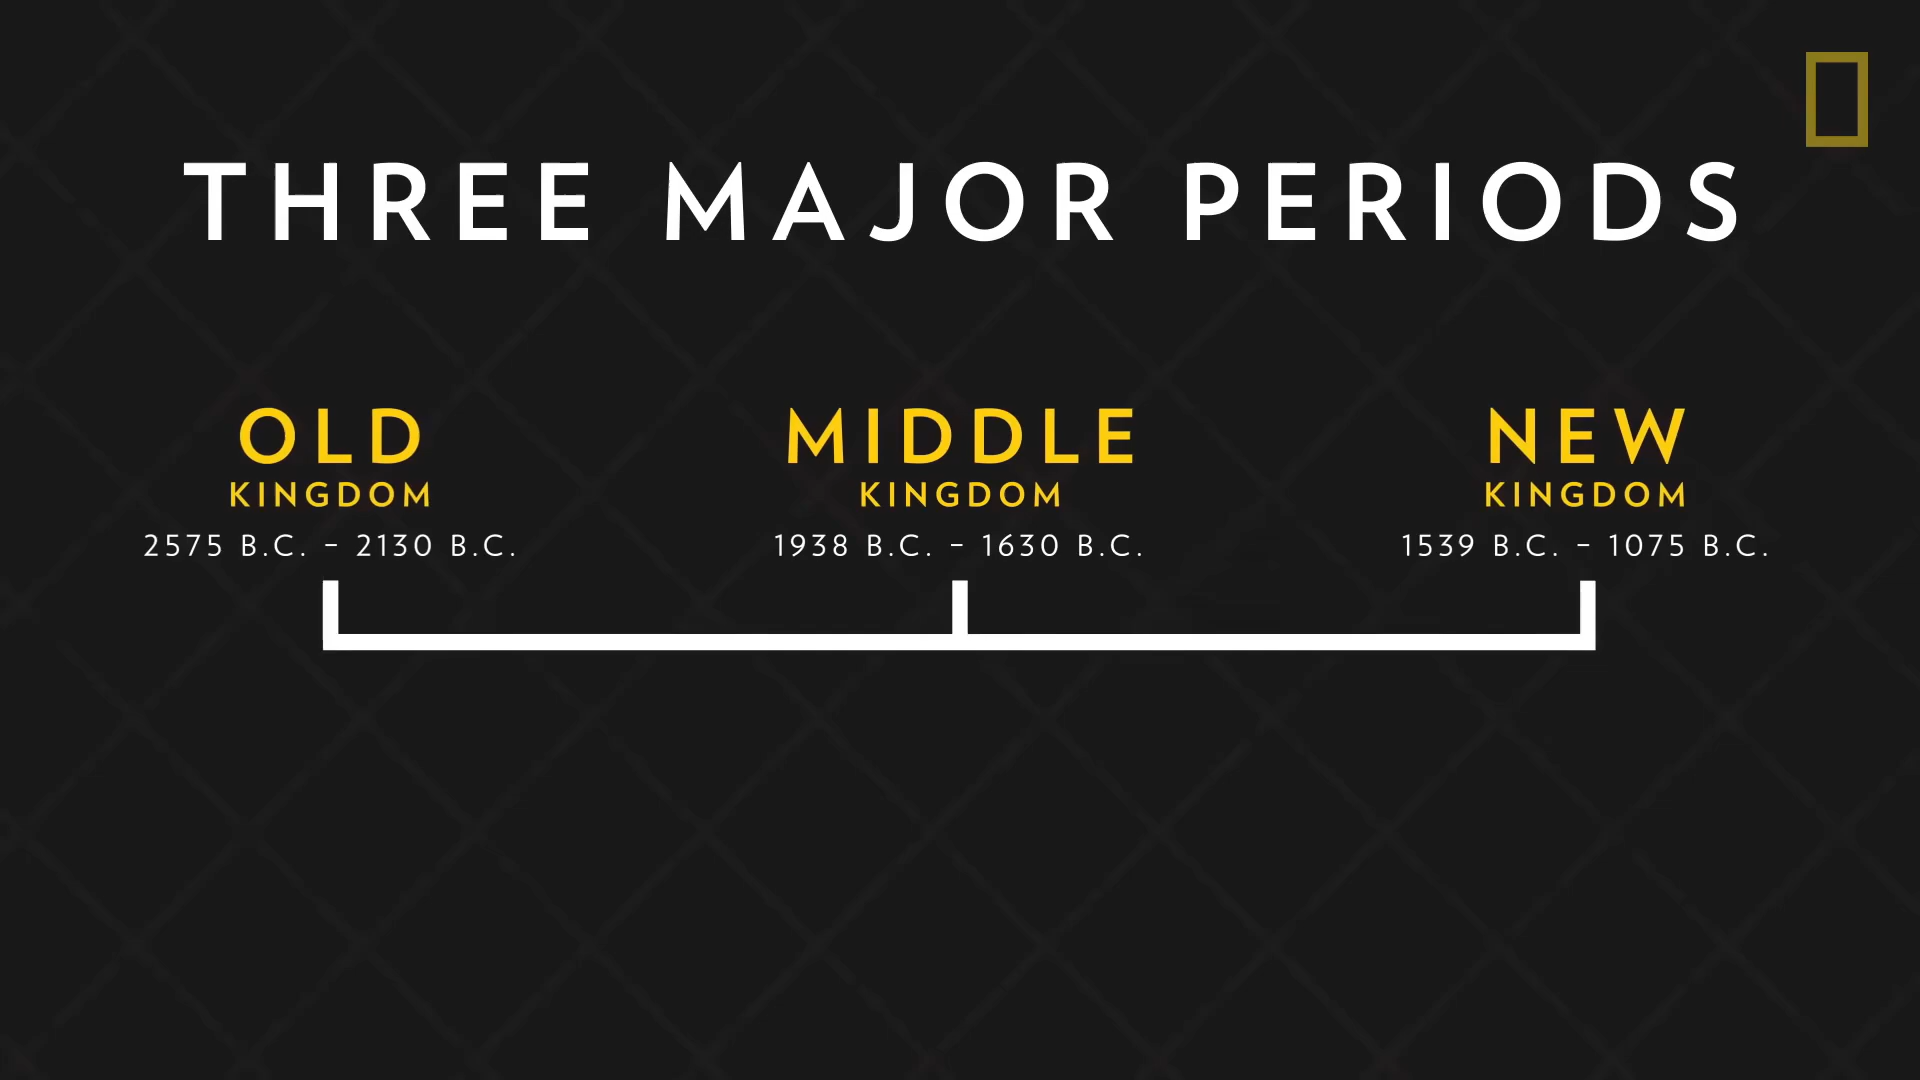 THREE MAJOR PERIODS
OLD
KINGDOM
2575 B.C. – 2130 B.C.
MIDDLE
KINGDOM
1938 B.C. – 1630 B.C.
NEW
KINGDOM
1539 B.C. – 1075 B.C.